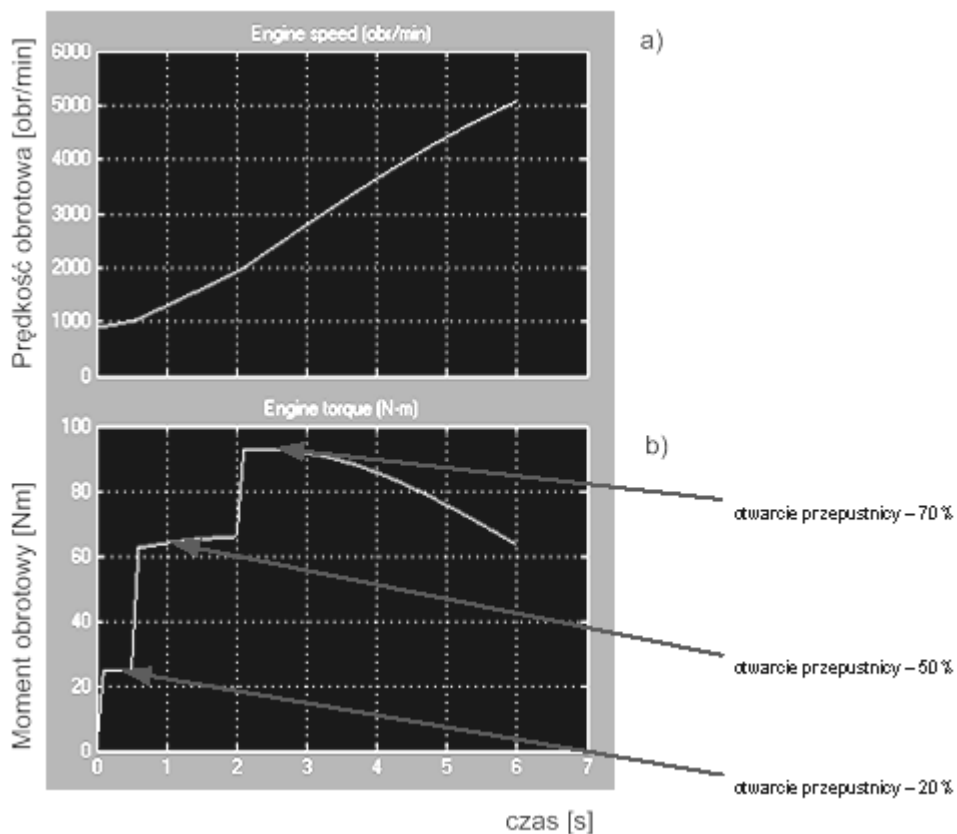 Engine speed (obr/min)
a)
Prędkość obrotowa [obr/min]
6000
5000
4000
3000
2000
1000
0
Engine torque (N-m)
b)
Moment obrotowy [Nm]
100
80
60
40
20
0
0 1 2 3 4 5 6 7
czas [s]
otwarcie przepustnicy – 70 %
otwarcie przepustnicy – 50 %
otwarcie przepustnicy – 20 %